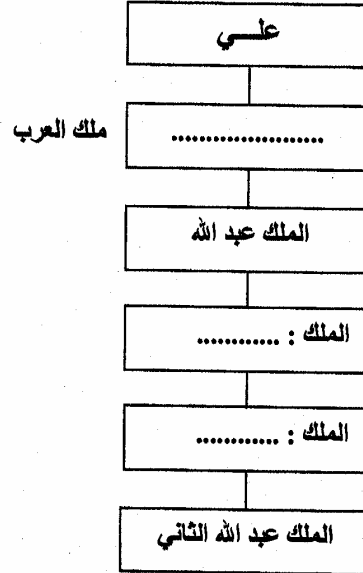 علـــي
......................
ملك العرب
الملك عبد الله
الملك : ............
الملك : ............
الملك عبد الله الثاني